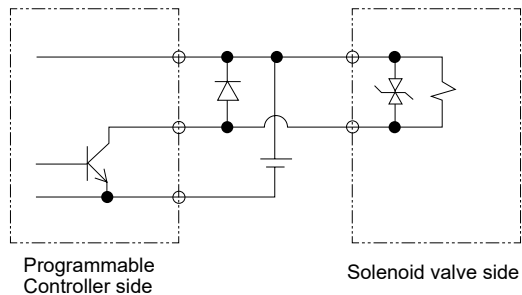 Programmable
Controller side
Solenoid valve side